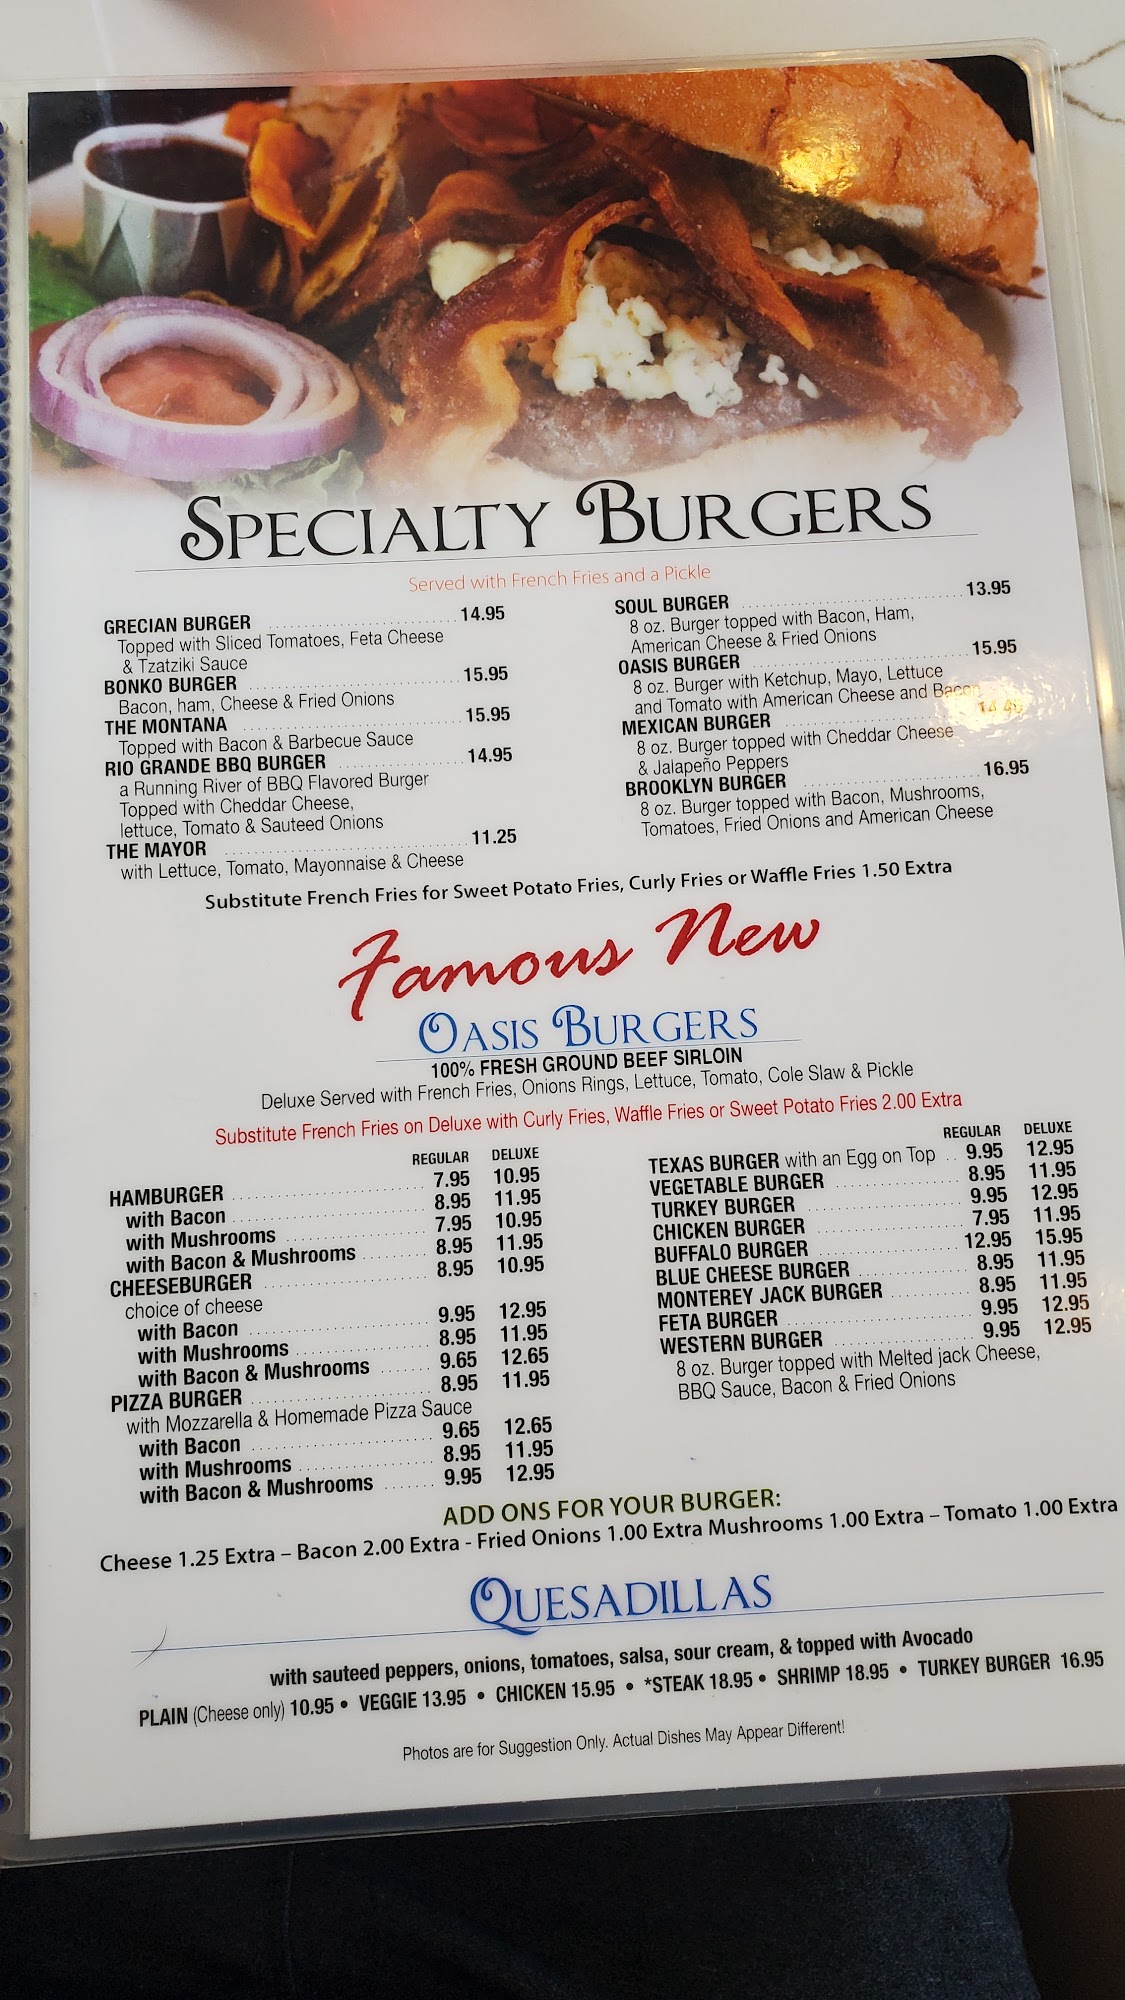 SPECIALTY BURGERS
Served with French Fries and a Pickle
GRECIAN BURGER 14.95
Topped with Sliced Tomatoes, Feta Cheese
& Tzatziki Sauce
BONKO BURGER 15.95
Bacon, ham, Cheese & Fried Onions
THE MONTANA 15.95
Topped with Bacon & Barbecue Sauce
RIO GRANDE BBQ BURGER 14.95
a Running River of BBQ Flavored Burger
Topped with Cheddar Cheese,
lettuce, Tomato & Sauteed Onions
THE MAYOR 11.25
with Lettuce, Tomato, Mayonnaise & Cheese
SOUL BURGER 13.95
8 oz. Burger topped with Bacon, Ham,
American Cheese & Fried Onions
OASIS BURGER 15.95
8 oz. Burger with Ketchup, Mayo, Lettuce
and Tomato with American Cheese and Bacon
MEXICAN BURGER
8 oz. Burger topped with Cheddar Cheese
& Jalapeño Peppers
BROOKLYN BURGER 16.95
8 oz. Burger topped with Bacon, Mushrooms,
Tomatoes, Fried Onions and American Cheese
Substitute French Fries for Sweet Potato Fries, Curly Fries or Waffle Fries 1.50 Extra
Famous New
OASIS BURGERS
100% FRESH GROUND BEEF SIRLOIN
Deluxe Served with French Fries, Onions Rings, Lettuce, Tomato, Cole Slaw & Pickle
Substitute French Fries on Deluxe with Curly Fries, Waffle Fries or Sweet Potato Fries 2.00 Extra
REGULAR DELUXE
HAMBURGER 7.95 10.95
with Bacon 8.95 11.95
with Mushrooms 7.95 10.95
with Bacon & Mushrooms 8.95 11.95
CHEESEBURGER 8.95 10.95
choice of cheese
with Bacon 9.95 12.95
with Mushrooms 8.95 11.95
with Bacon & Mushrooms 9.65 12.65
PIZZA BURGER 8.95 11.95
with Mozzarella & Homemade Pizza Sauce
with Bacon 9.65 12.65
with Mushrooms 8.95 11.95
with Bacon & Mushrooms 9.95 12.95
REGULAR DELUXE
TEXAS BURGER with an Egg on Top 9.95 12.95
VEGETABLE BURGER 8.95 11.95
TURKEY BURGER 9.95 12.95
CHICKEN BURGER 7.95 11.95
BUFFALO BURGER 12.95 15.95
BLUE CHEESE BURGER 8.95 11.95
MONTEREY JACK BURGER 8.95 11.95
FETA BURGER 9.95 12.95
WESTERN BURGER 9.95 12.95
8 oz. Burger topped with Melted jack Cheese,
BBQ Sauce, Bacon & Fried Onions
ADD ONS FOR YOUR BURGER:
Cheese 1.25 Extra – Bacon 2.00 Extra - Fried Onions 1.00 Extra Mushrooms 1.00 Extra – Tomato 1.00 Extra
QUESADILLAS
with sauteed peppers, onions, tomatoes, salsa, sour cream, & topped with Avocado
PLAIN (Cheese only) 10.95 • VEGGIE 13.95 • CHICKEN 15.95 • *STEAK 18.95 • SHRIMP 18.95 • TURKEY BURGER 16.95
Photos are for Suggestion Only. Actual Dishes May Appear Different!